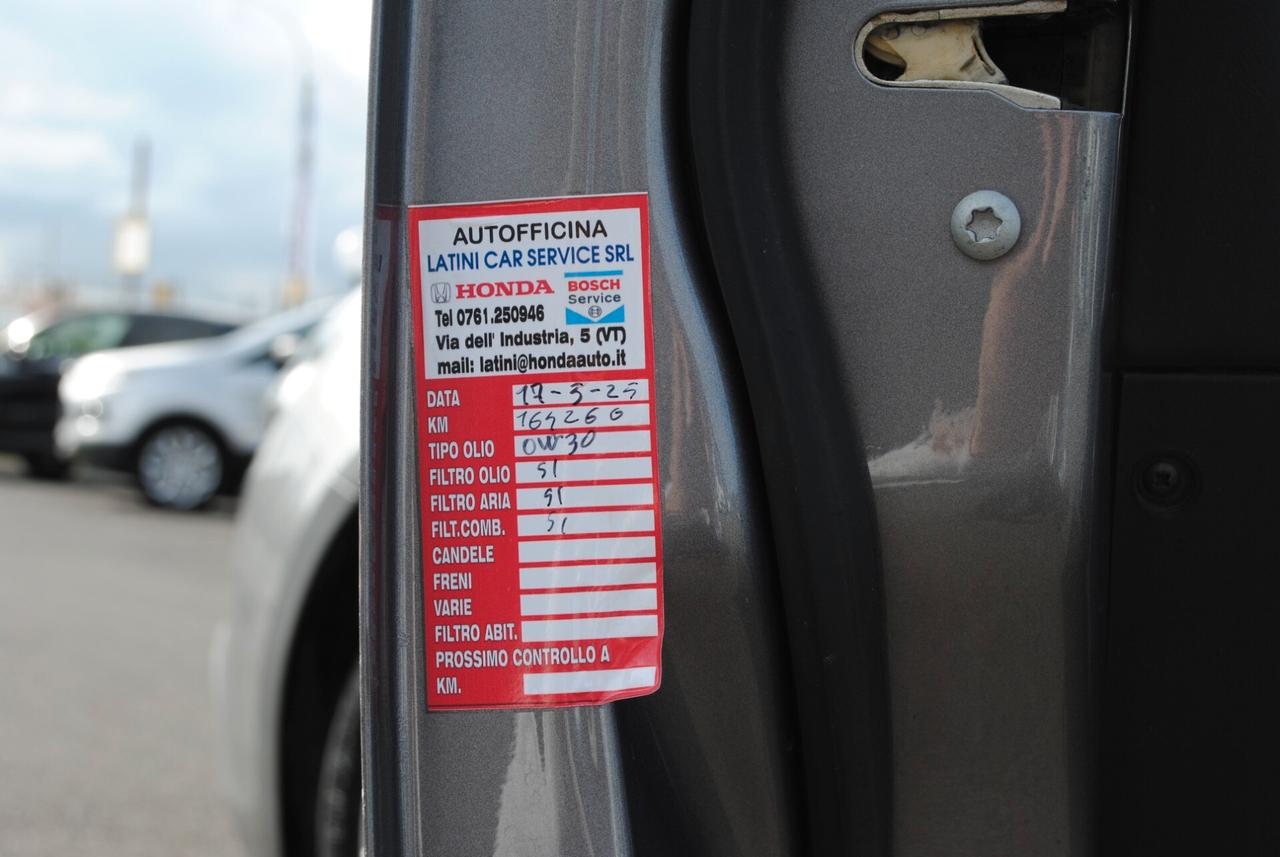 AUTOFFICINA
LATINI CAR SERVICE SRL
HONDA BOSCH Service
Tel 0761.250946
Via dell' Industria, 5 (VT)
mail: latini@hondaauto.it
DATA 17-3-25
KM
TIPO OLIO 0W30
FILTRO OLIO SI
FILTRO ARIA SI
FILT.COMB. SI
CANDELE
FRENI
VARIE
FILTRO ABIT.
PROSSIMO CONTROLLO A
KM.